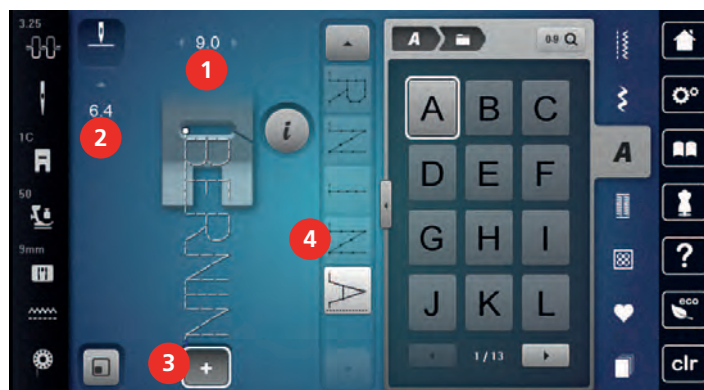 3.25
9.0
A
0-9
1
6.4
2
i
1C
50
9mm
BERNIN
R
N
I
N
A
4
3
+
A B C
D E F
G H I
J K L
1 / 13
A
?
eco
clr